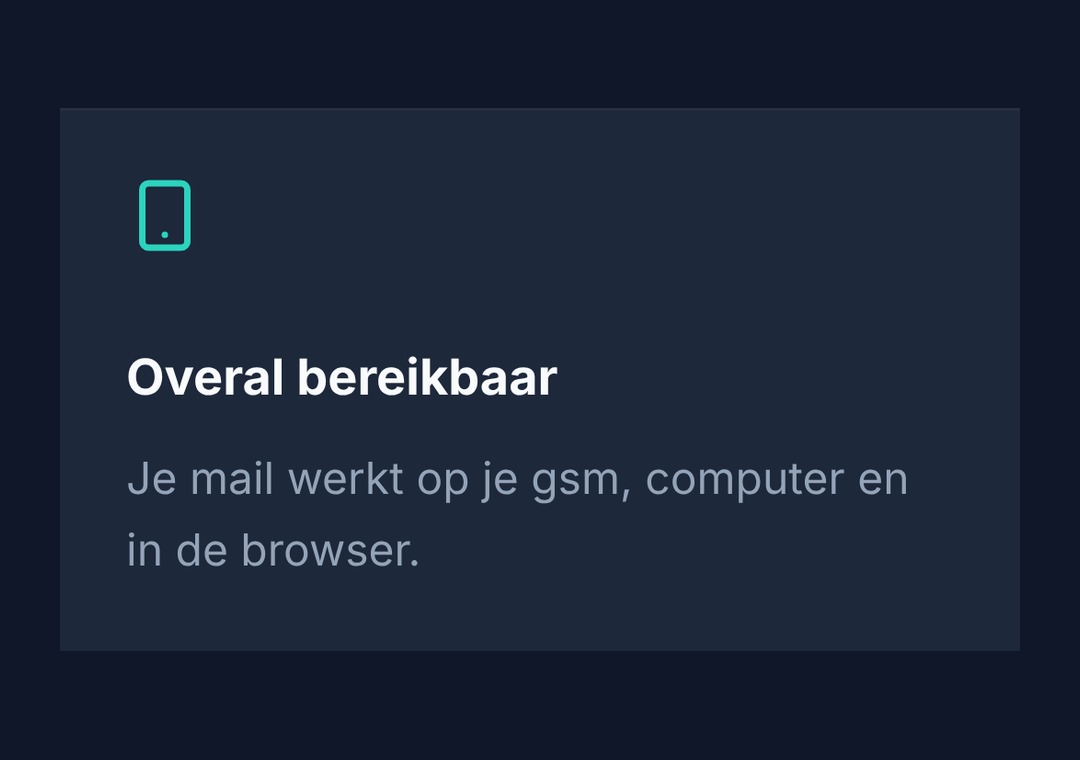 Overal bereikbaar
Je mail werkt op je gsm, computer en
in de browser.